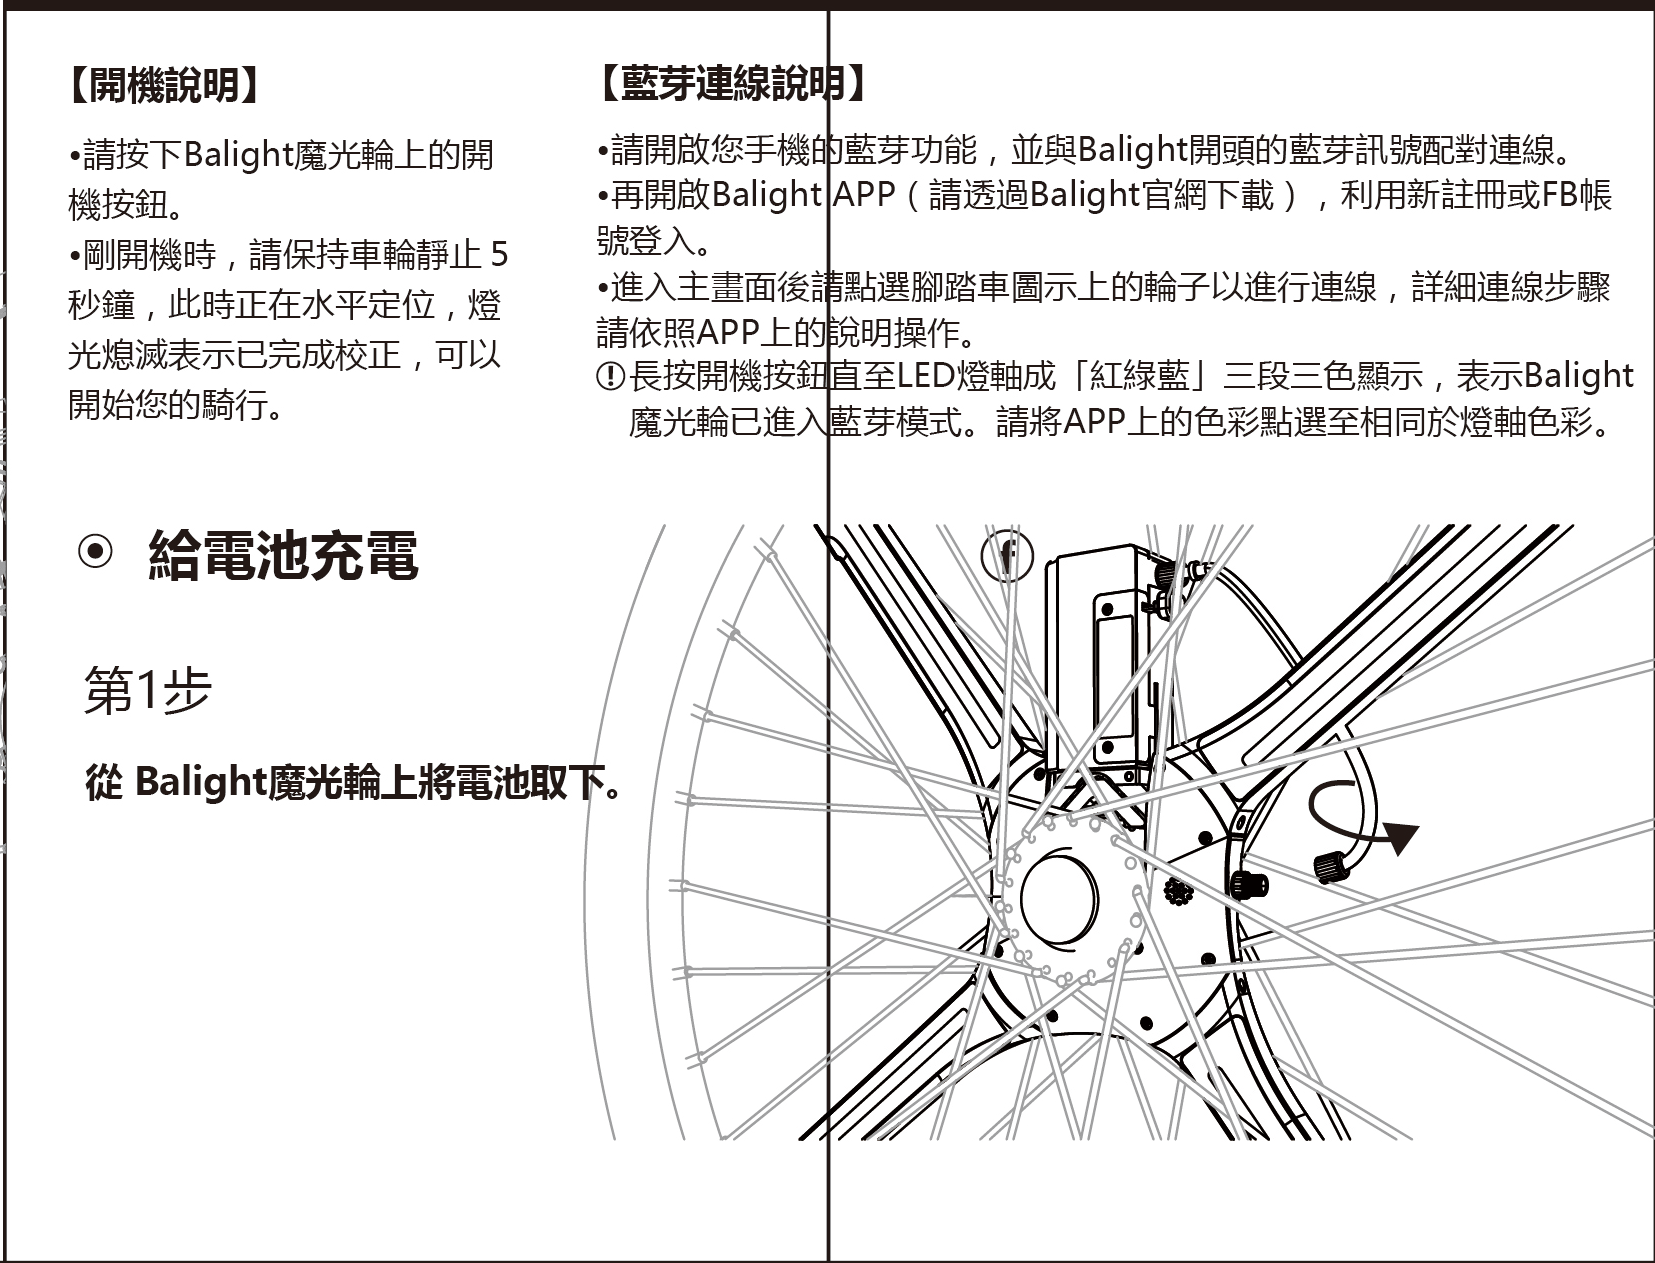 【開機說明】
•請按下Balight魔光輪上的開
機按鈕。
•剛開機時，請保持車輪靜止 5
秒鐘，此時正在水平定位，燈
光熄滅表示已完成校正，可以
開始您的騎行。
【藍芽連線說明】
•請開啟您手機的藍芽功能，並與Balight開頭的藍芽訊號配對連線。
•再開啟Balight APP（請透過Balight官網下載），利用新註冊或FB帳
號登入。
•進入主畫面後請點選腳踏車圖示上的輪子以進行連線，詳細連線步驟
請依照APP上的說明操作。
!長按開機按鈕直至LED燈軸成「紅綠藍」三段三色顯示，表示Balight
魔光輪已進入藍芽模式。請將APP上的色彩點選至相同於燈軸色彩。
給電池充電
第1步
從 Balight魔光輪上將電池取下。
f